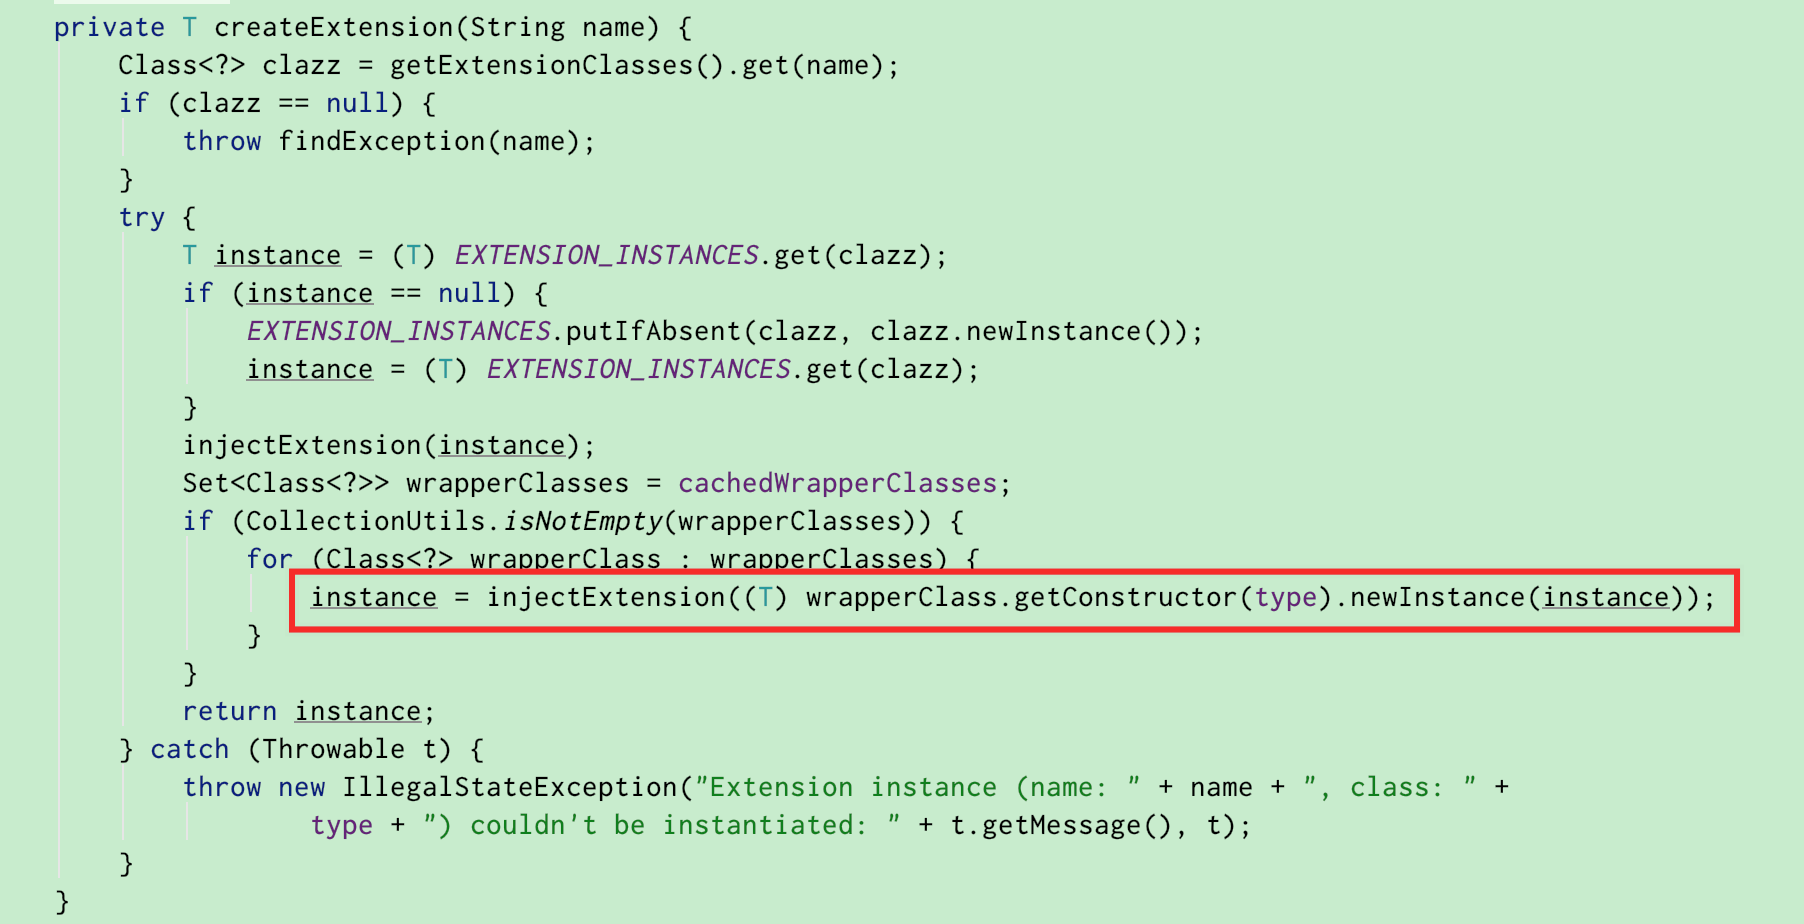 private T createExtension(String name) {
    Class<?> clazz = getExtensionClasses().get(name);
    if (clazz == null) {
        throw findException(name);
    }
    try {
        T instance = (T) EXTENSION_INSTANCES.get(clazz);
        if (instance == null) {
            EXTENSION_INSTANCES.putIfAbsent(clazz, clazz.newInstance());
            instance = (T) EXTENSION_INSTANCES.get(clazz);
        }
        injectExtension(instance);
        Set<Class<?>> wrapperClasses = cachedWrapperClasses;
        if (CollectionUtils.isNotEmpty(wrapperClasses)) {
            for (Class<?> wrapperClass : wrapperClasses) {
                instance = injectExtension((T) wrapperClass.getConstructor(type).newInstance(instance));
            }
        }
        return instance;
    } catch (Throwable t) {
        throw new IllegalStateException("Extension instance (name: " + name + ", class: " +
                type + ") couldn't be instantiated: " + t.getMessage(), t);
    }
}